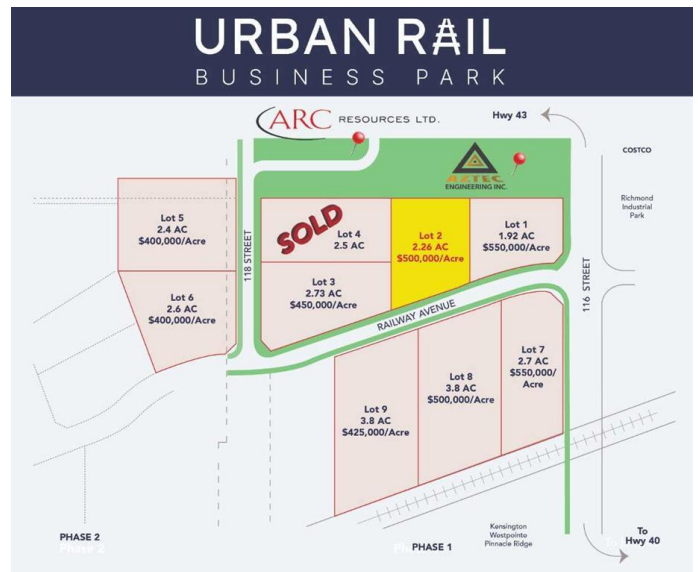 URBAN RAIL
BUSINESS PARK
ARC RESOURCES LTD.
Hwy 43
COSTCO
AZTEC
ENGINEERING INC.
Richmond
Industrial
Park
Lot 5
2.4 AC
$400,000/Acre
118 STREET
SOLD
Lot 4
2.5 AC
Lot 2
2.26 AC
$500,000/Acre
Lot 1
1.92 AC
$550,000/Acre
Lot 6
2.6 AC
$400,000/Acre
Lot 3
2.73 AC
$450,000/Acre
RAILWAY AVENUE
116 STREET
Lot 7
2.7 AC
$550,000/
Acre
Lot 8
3.8 AC
$500,000/Acre
Lot 9
3.8 AC
$425,000/Acre
PHASE 2
Phase 2
PHASE 1
Kensington
Westpointe
Pinnacle Ridge
To
Hwy 40